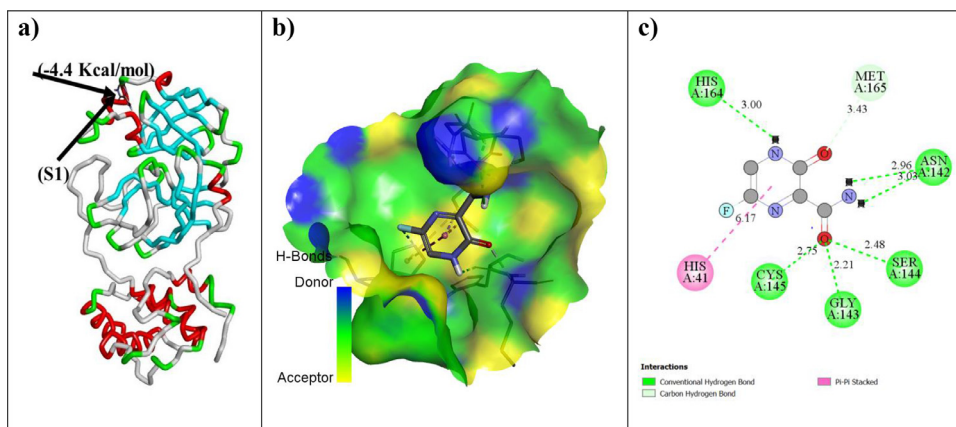 a)
(-4.4 Kcal/mol)
(S1)
b)
H-Bonds
Donor
Acceptor
c)
HIS
A:164
3.00
MET
A:165
3.43
2.96
3.03
ASN
A:142
F
N
O
N
N
O
6.17
HIS
A:41
2.75
CYS
A:145
2.21
GLY
A:143
2.48
SER
A:144
Interactions
Conventional Hydrogen Bond
Carbon Hydrogen Bond
Pi-Pi Stacked